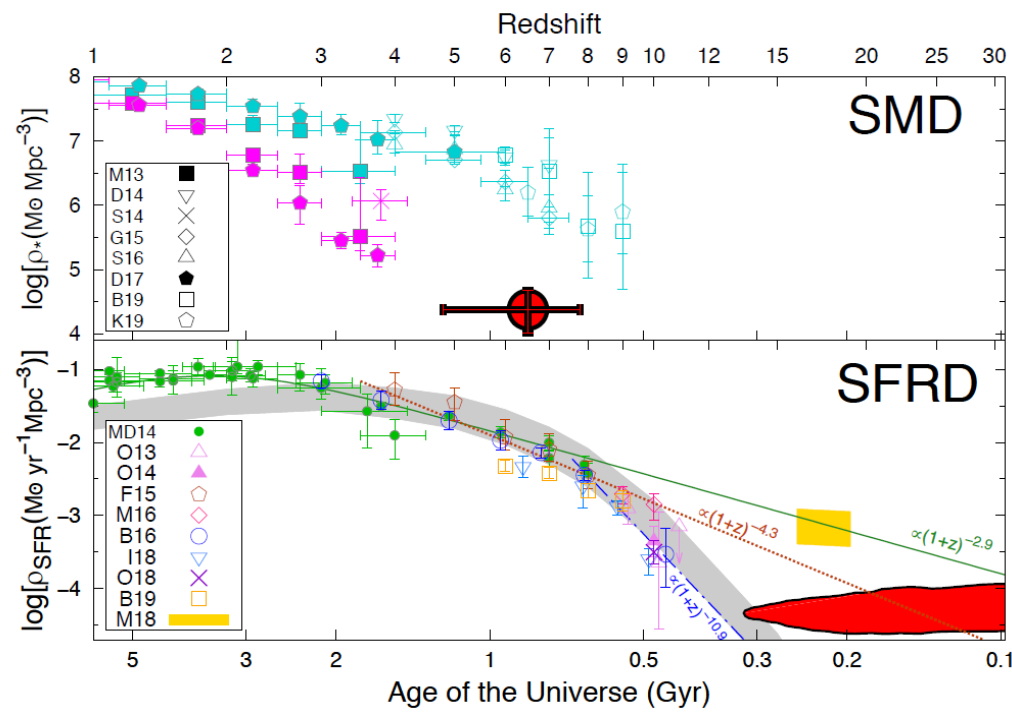 Redshift
1 2 3 4 5 6 7 8 9 10 12 15 17 20 25 30
SMD
8
7
6
5
4
log[ρ*(M⊙ Mpc⁻³)]
M13
D14
S14
G15
S16
D17
B19
K19
SFRD
−1
−2
−3
−4
log[ρSFR(M⊙ yr⁻¹Mpc⁻³)]
MD14
O13
O14
F15
M16
B16
I18
O18
B19
M18
∝(1+z)⁻⁴·³
∝(1+z)⁻²·⁹
∝(1+z)⁻¹⁰·⁹
5 2 1 0.5 0.3 0.2 0.1
Age of the Universe (Gyr)